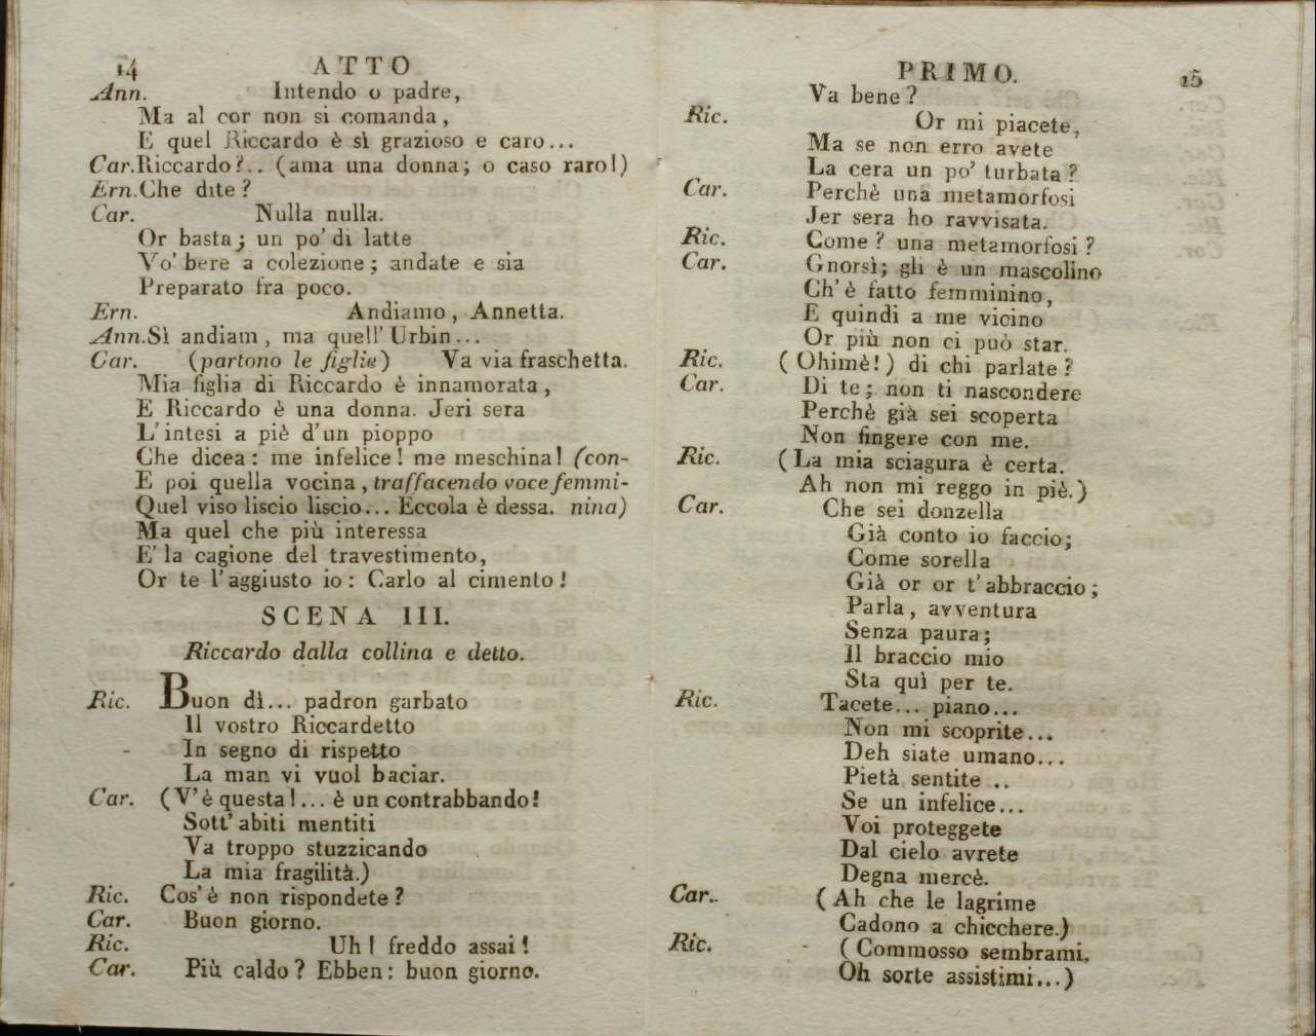 14 ATTO
Ann. Intendo o padre,
Ma al cor non si comanda,
E quel Riccardo è sì grazioso e caro...
Car. Riccardo?.. (ama una donna; o caso raro!)
Ern. Che dite?
Car. Nulla nulla.
Or basta; un po' di latte
Vo' bere a colezione; andate e sia
Preparato fra poco.
Ern. Andiamo, Annetta.
Ann. Sì andiam, ma quell' Urbin...
Car. (partono le figlie) Va via fraschetta.
Mia figlia di Riccardo è innamorata,
E Riccardo è una donna. Jeri sera
L'intesi a piè d'un pioppo
Che dicea: me infelice! me meschina! (con-
E poi quella vocina, traffacendo voce femmi-
Quel viso liscio liscio... Eccola è dessa. nina)
Ma quel che più interessa
E' la cagione del travestimento,
Or te l'aggiusto io: Carlo al cimento!
SCENA III.
Riccardo dalla collina e detto.
Ric. Buon dì... padron garbato
Il vostro Riccardetto
In segno di rispetto
La man vi vuol baciar.
Car. (V'è questa!... è un contrabbando!
Sott' abiti mentiti
Va troppo stuzzicando
La mia fragilità.)
Ric. Cos' è non rispondete?
Car. Buon giorno.
Ric. Uh! freddo assai!
Car. Più caldo? Ebben: buon giorno.
PRIMO. 15
Va bene?
Ric. Or mi piacete,
Ma se non erro avete
La cera un po' turbata?
Car. Perchè una metamorfosi
Jer sera ho ravvisata.
Ric. Come? una metamorfosi?
Car. Gnorsì; gli è un mascolino
Ch' è fatto femminino,
E quindi a me vicino
Or più non ci può star.
Ric. (Ohimè!) di chi parlate?
Car. Di te; non ti nascondere
Perchè già sei scoperta
Non fingere con me.
Ric. (La mia sciagura è certa.
Ah non mi reggo in piè.)
Car. Che sei donzella
Già conto io faccio;
Come sorella
Già or or t'abbraccio;
Parla, avventura
Senza paura;
Il braccio mio
Sta quì per te.
Ric. Tacete... piano...
Non mi scoprite...
Deh siate umano...
Pietà sentite ..
Se un infelice...
Voi proteggete
Dal cielo avrete
Degna mercè.
Car. (Ah che le lagrime
Cadono a chicchere.)
Ric. (Commosso sembrami.
Oh sorte assistimi...)